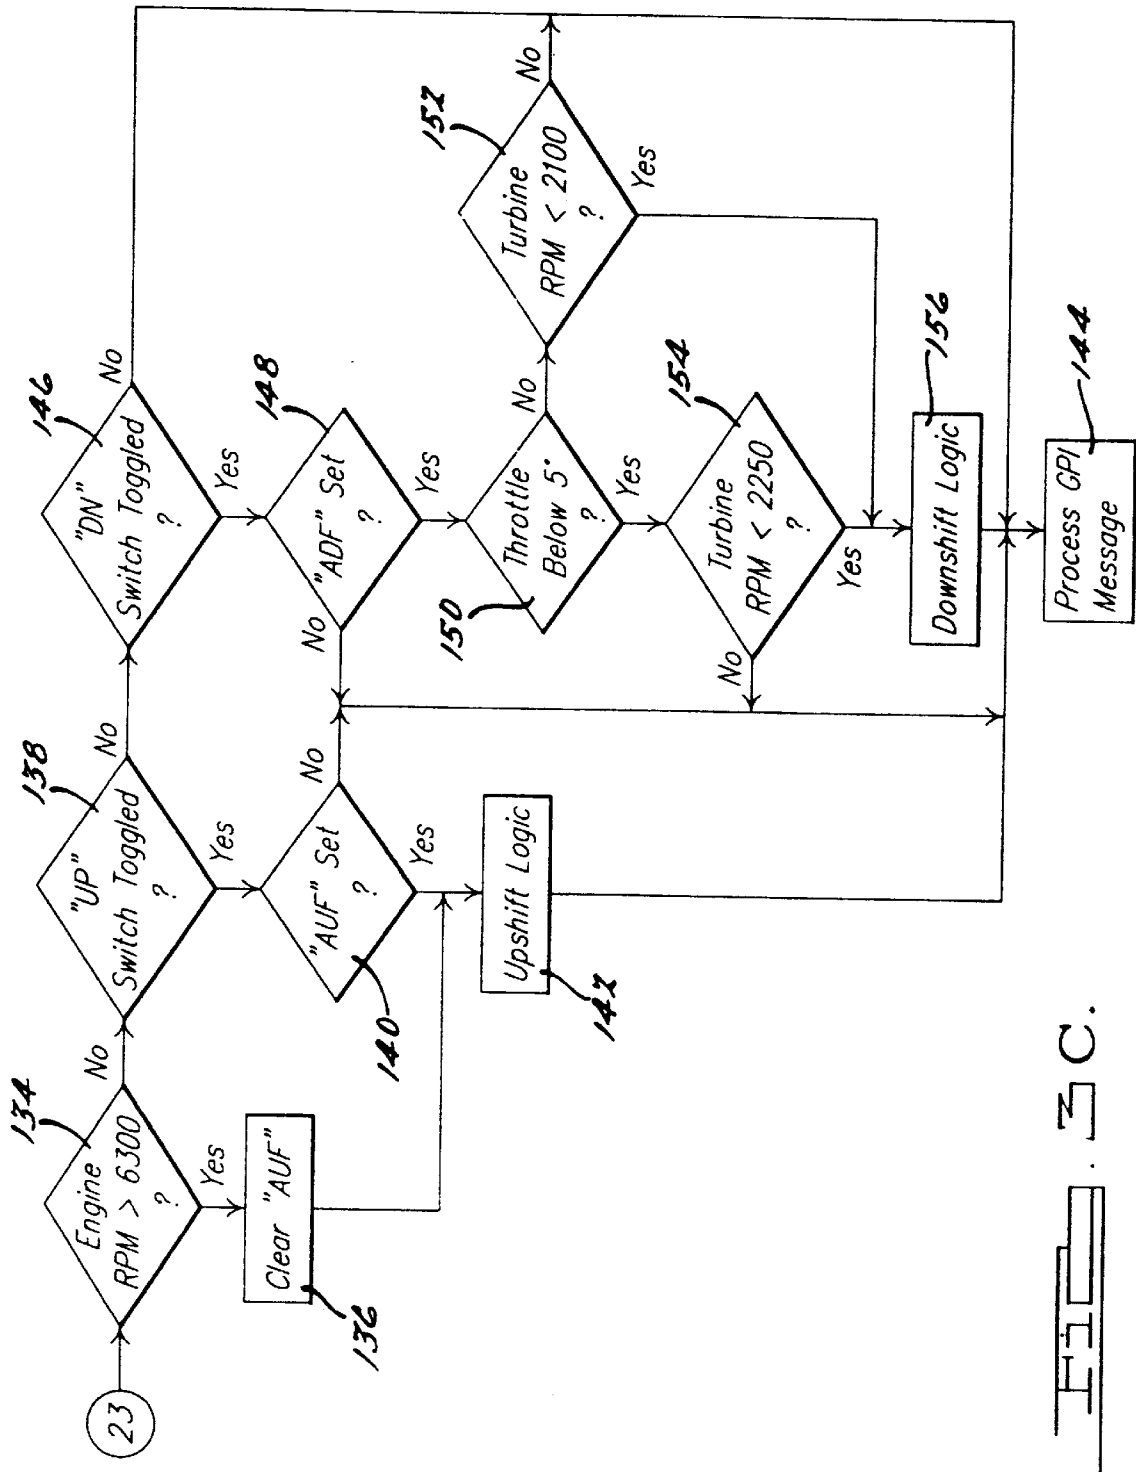 23
134
Engine
RPM > 6300
?
No
Yes
136
Clear "AUF"
138
"UP"
Switch Toggled
?
No
Yes
140
"AUF" Set
?
No
Yes
142
Upshift Logic
146
"DN"
Switch Toggled
?
No
Yes
148
"ADF" Set
?
No
Yes
150
Throttle
Below 5°
?
No
Yes
152
Turbine
RPM < 2100
?
No
Yes
154
Turbine
RPM < 2250
?
No
Yes
156
Downshift Logic
144
Process GPI
Message
Fig. 3C.